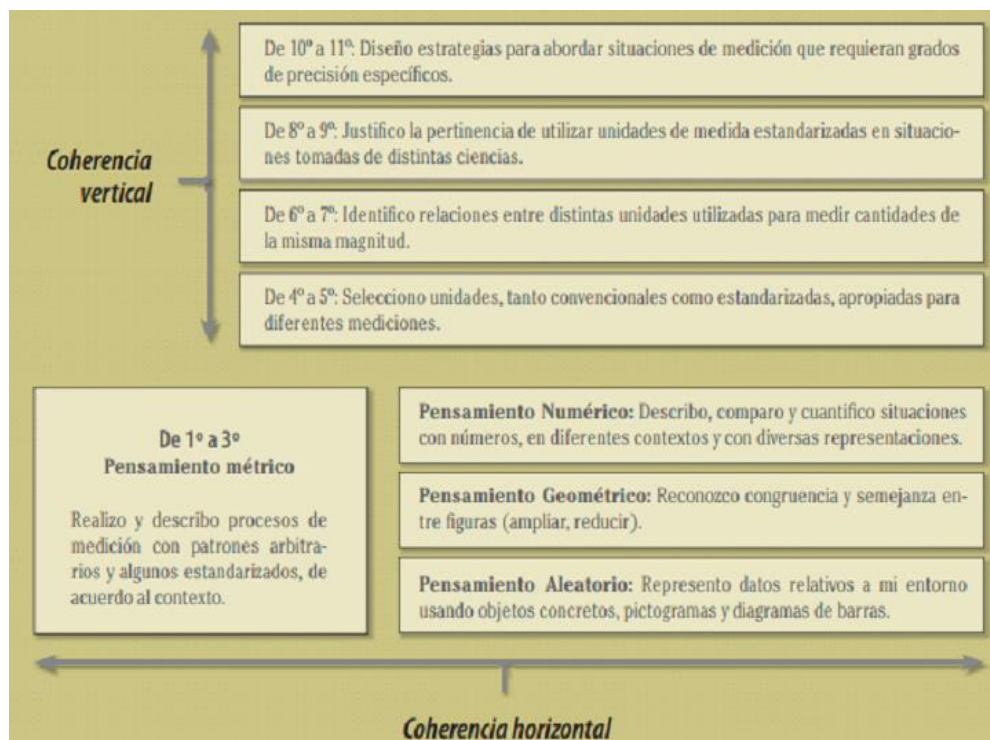 De 10º a 11º: Diseño estrategias para abordar situaciones de medición que requieran grados
de precisión específicos.
De 8º a 9º: Justifico la pertinencia de utilizar unidades de medida estandarizadas en situacio-
nes tomadas de distintas ciencias.
Coherencia
vertical
De 6º a 7º: Identifico relaciones entre distintas unidades utilizadas para medir cantidades de
la misma magnitud.
De 4º a 5º: Selecciono unidades, tanto convencionales como estandarizadas, apropiadas para
diferentes mediciones.
De 1º a 3º
Pensamiento métrico
Realizo y describo procesos de
medición con patrones arbitra-
rios y algunos estandarizados, de
acuerdo al contexto.
Pensamiento Numérico: Describo, comparo y cuantifico situaciones
con números, en diferentes contextos y con diversas representaciones.
Pensamiento Geométrico: Reconozco congruencia y semejanza en-
tre figuras (ampliar, reducir).
Pensamiento Aleatorio: Represento datos relativos a mi entorno
usando objetos concretos, pictogramas y diagramas de barras.
Coherencia horizontal